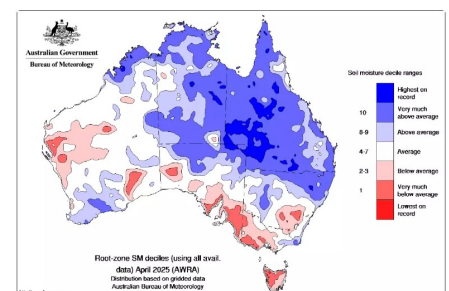 Australian Government
Bureau of Meteorology
Soil moisture decile ranges
Highest on
record
10
Very much
above average
8-9
Above average
4-7
Average
2-3
Below average
1
Very much
below average
Lowest on
record
Root-zone SM deciles (using all avail.
data) April 2025 (AWRA)
Distribution based on gridded data
Australian Bureau of Meteorology